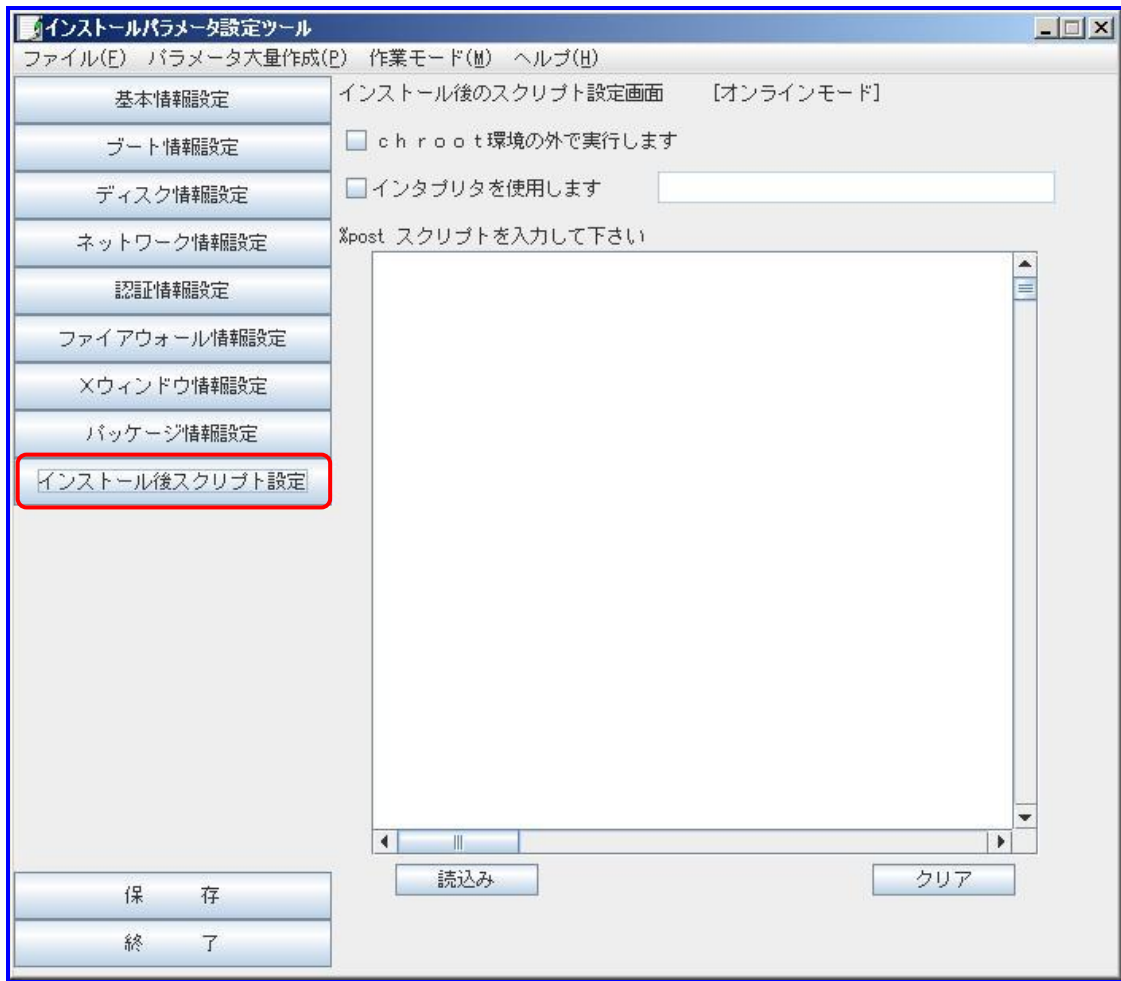 インストールパラメータ設定ツール
ファイル(F) パラメータ大量作成(P) 作業モード(M) ヘルプ(H)
基本情報設定
ブート情報設定
ディスク情報設定
ネットワーク情報設定
認証情報設定
ファイアウォール情報設定
Xウィンドウ情報設定
パッケージ情報設定
インストール後スクリプト設定
保 存
終 了
インストール後のスクリプト設定画面 [オンラインモード]
chroot環境の外で実行します
インタプリタを使用します
%post スクリプトを入力して下さい
読込み
クリア